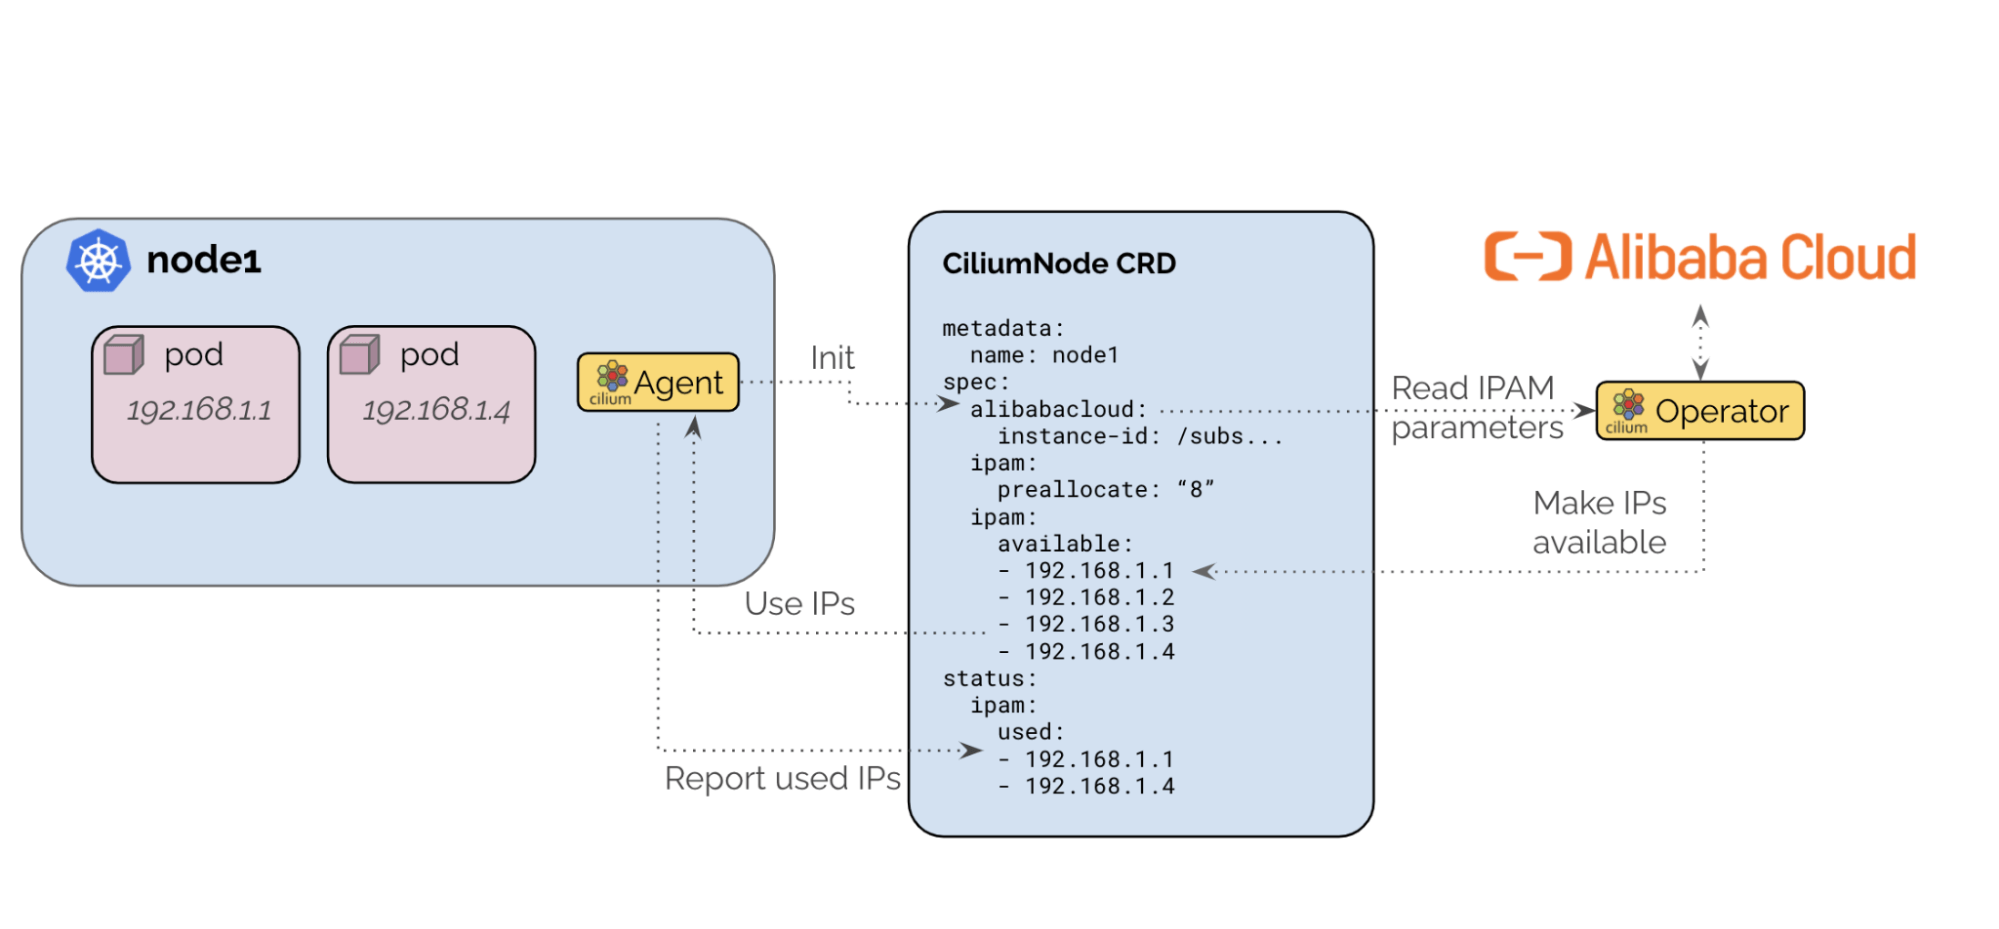 node1
pod
192.168.1.1
pod
192.168.1.4
cilium
Agent
Init
Use IPs
Report used IPs
CiliumNode CRD
metadata:
name: node1
spec:
alibabacloud:
instance-id: /subs...
ipam:
preallocate: “8”
ipam:
available:
- 192.168.1.1
- 192.168.1.2
- 192.168.1.3
- 192.168.1.4
status:
ipam:
used:
- 192.168.1.1
- 192.168.1.4
Alibaba Cloud
Read IPAM
parameters
cilium
Operator
Make IPs
available